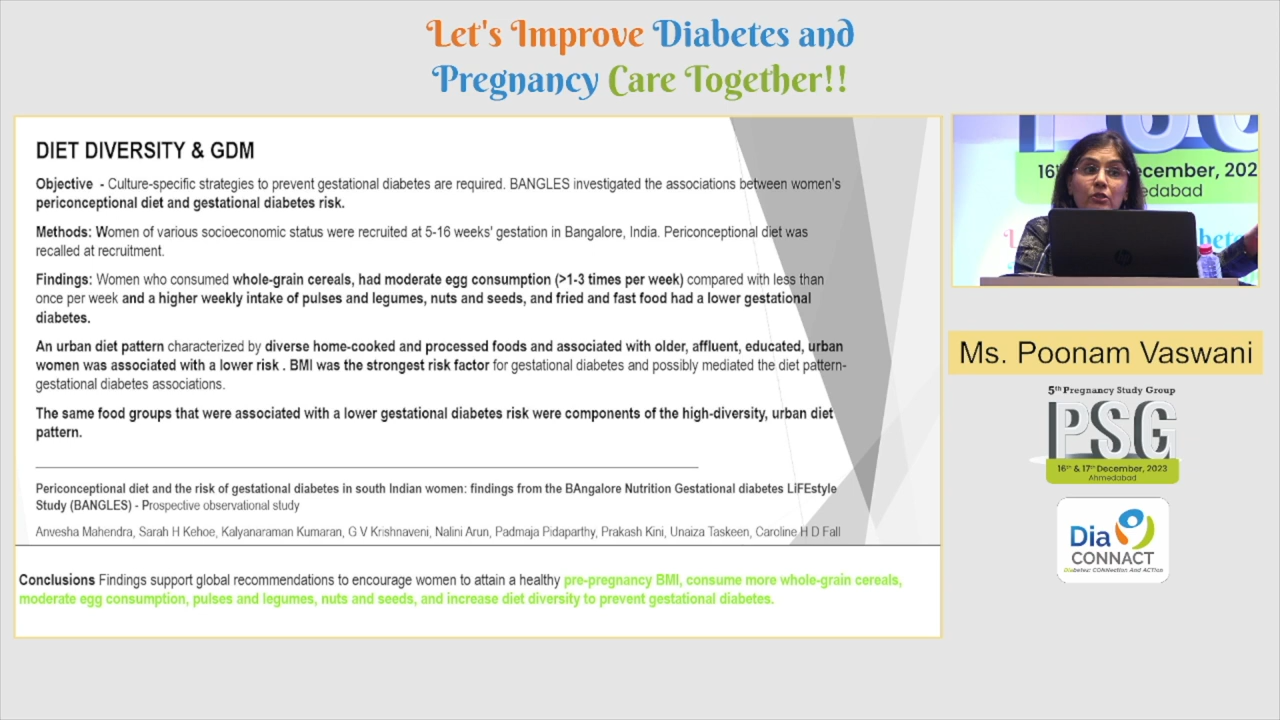 Let's Improve Diabetes and
Pregnancy Care Together!!
DIET DIVERSITY & GDM
Objective - Culture-specific strategies to prevent gestational diabetes are required. BANGLES investigated the associations between women's
periconceptional diet and gestational diabetes risk.
Methods: Women of various socioeconomic status were recruited at 5-16 weeks' gestation in Bangalore, India. Periconceptional diet was
recalled at recruitment.
Findings: Women who consumed whole-grain cereals, had moderate egg consumption (>1-3 times per week) compared with less than
once per week and a higher weekly intake of pulses and legumes, nuts and seeds, and fried and fast food had a lower gestational
diabetes.
An urban diet pattern characterized by diverse home-cooked and processed foods and associated with older, affluent, educated, urban
women was associated with a lower risk . BMI was the strongest risk factor for gestational diabetes and possibly mediated the diet pattern-
gestational diabetes associations.
The same food groups that were associated with a lower gestational diabetes risk were components of the high-diversity, urban diet
pattern.
Periconceptional diet and the risk of gestational diabetes in south Indian women: findings from the BAngalore Nutrition Gestational diabetes LiFEstyle
Study (BANGLES) - Prospective observational study
Anvesha Mahendra, Sarah H Kehoe, Kalyanaraman Kumaran, G V Krishnaveni, Nalini Arun, Padmaja Pidaparthy, Prakash Kini, Unaiza Taskeen, Caroline H D Fall
Conclusions Findings support global recommendations to encourage women to attain a healthy pre-pregnancy BMI, consume more whole-grain cereals,
moderate egg consumption, pulses and legumes, nuts and seeds, and increase diet diversity to prevent gestational diabetes.
16
ecember, 202
edabad
hp
Ms. Poonam Vaswani
5th Pregnancy Study Group
PSG
16th & 17th December, 2023
Ahmedabad
Dia
CONNACT
Diabetes: CONNection And ACTion